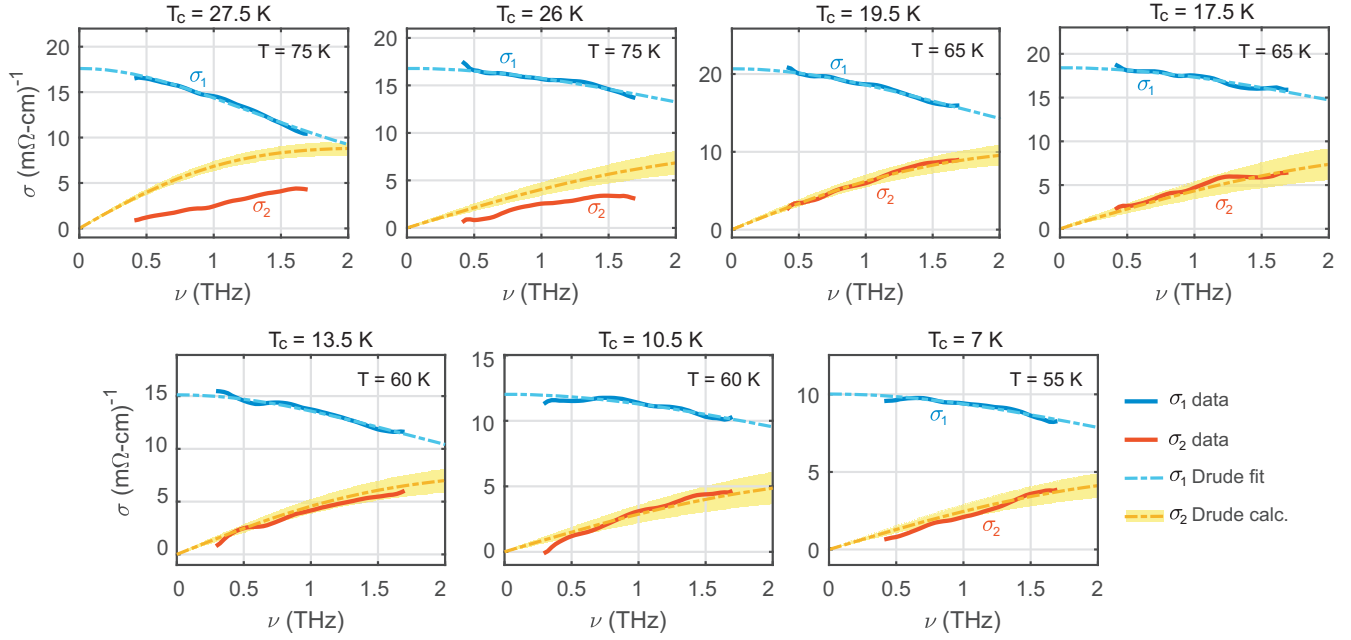 T_c = 27.5 K
T_c = 26 K
T_c = 19.5 K
T_c = 17.5 K
T = 75 K
T = 75 K
T = 65 K
T = 65 K
σ (mΩ-cm)⁻¹
20
15
10
5
0
σ₁
σ₂
0 0.5 1 1.5 2
ν (THz)
20
15
10
5
0
σ₁
σ₂
0 0.5 1 1.5 2
ν (THz)
20
10
0
σ₁
σ₂
0 0.5 1 1.5 2
ν (THz)
20
15
10
5
0
σ₁
σ₂
0 0.5 1 1.5 2
ν (THz)
T_c = 13.5 K
T_c = 10.5 K
T_c = 7 K
T = 60 K
T = 60 K
T = 55 K
σ (mΩ-cm)⁻¹
15
10
5
0
0 0.5 1 1.5 2
ν (THz)
15
10
5
0
0 0.5 1 1.5 2
ν (THz)
10
5
0
σ₁
σ₂
0 0.5 1 1.5 2
ν (THz)
σ₁ data
σ₂ data
σ₁ Drude fit
σ₂ Drude calc.